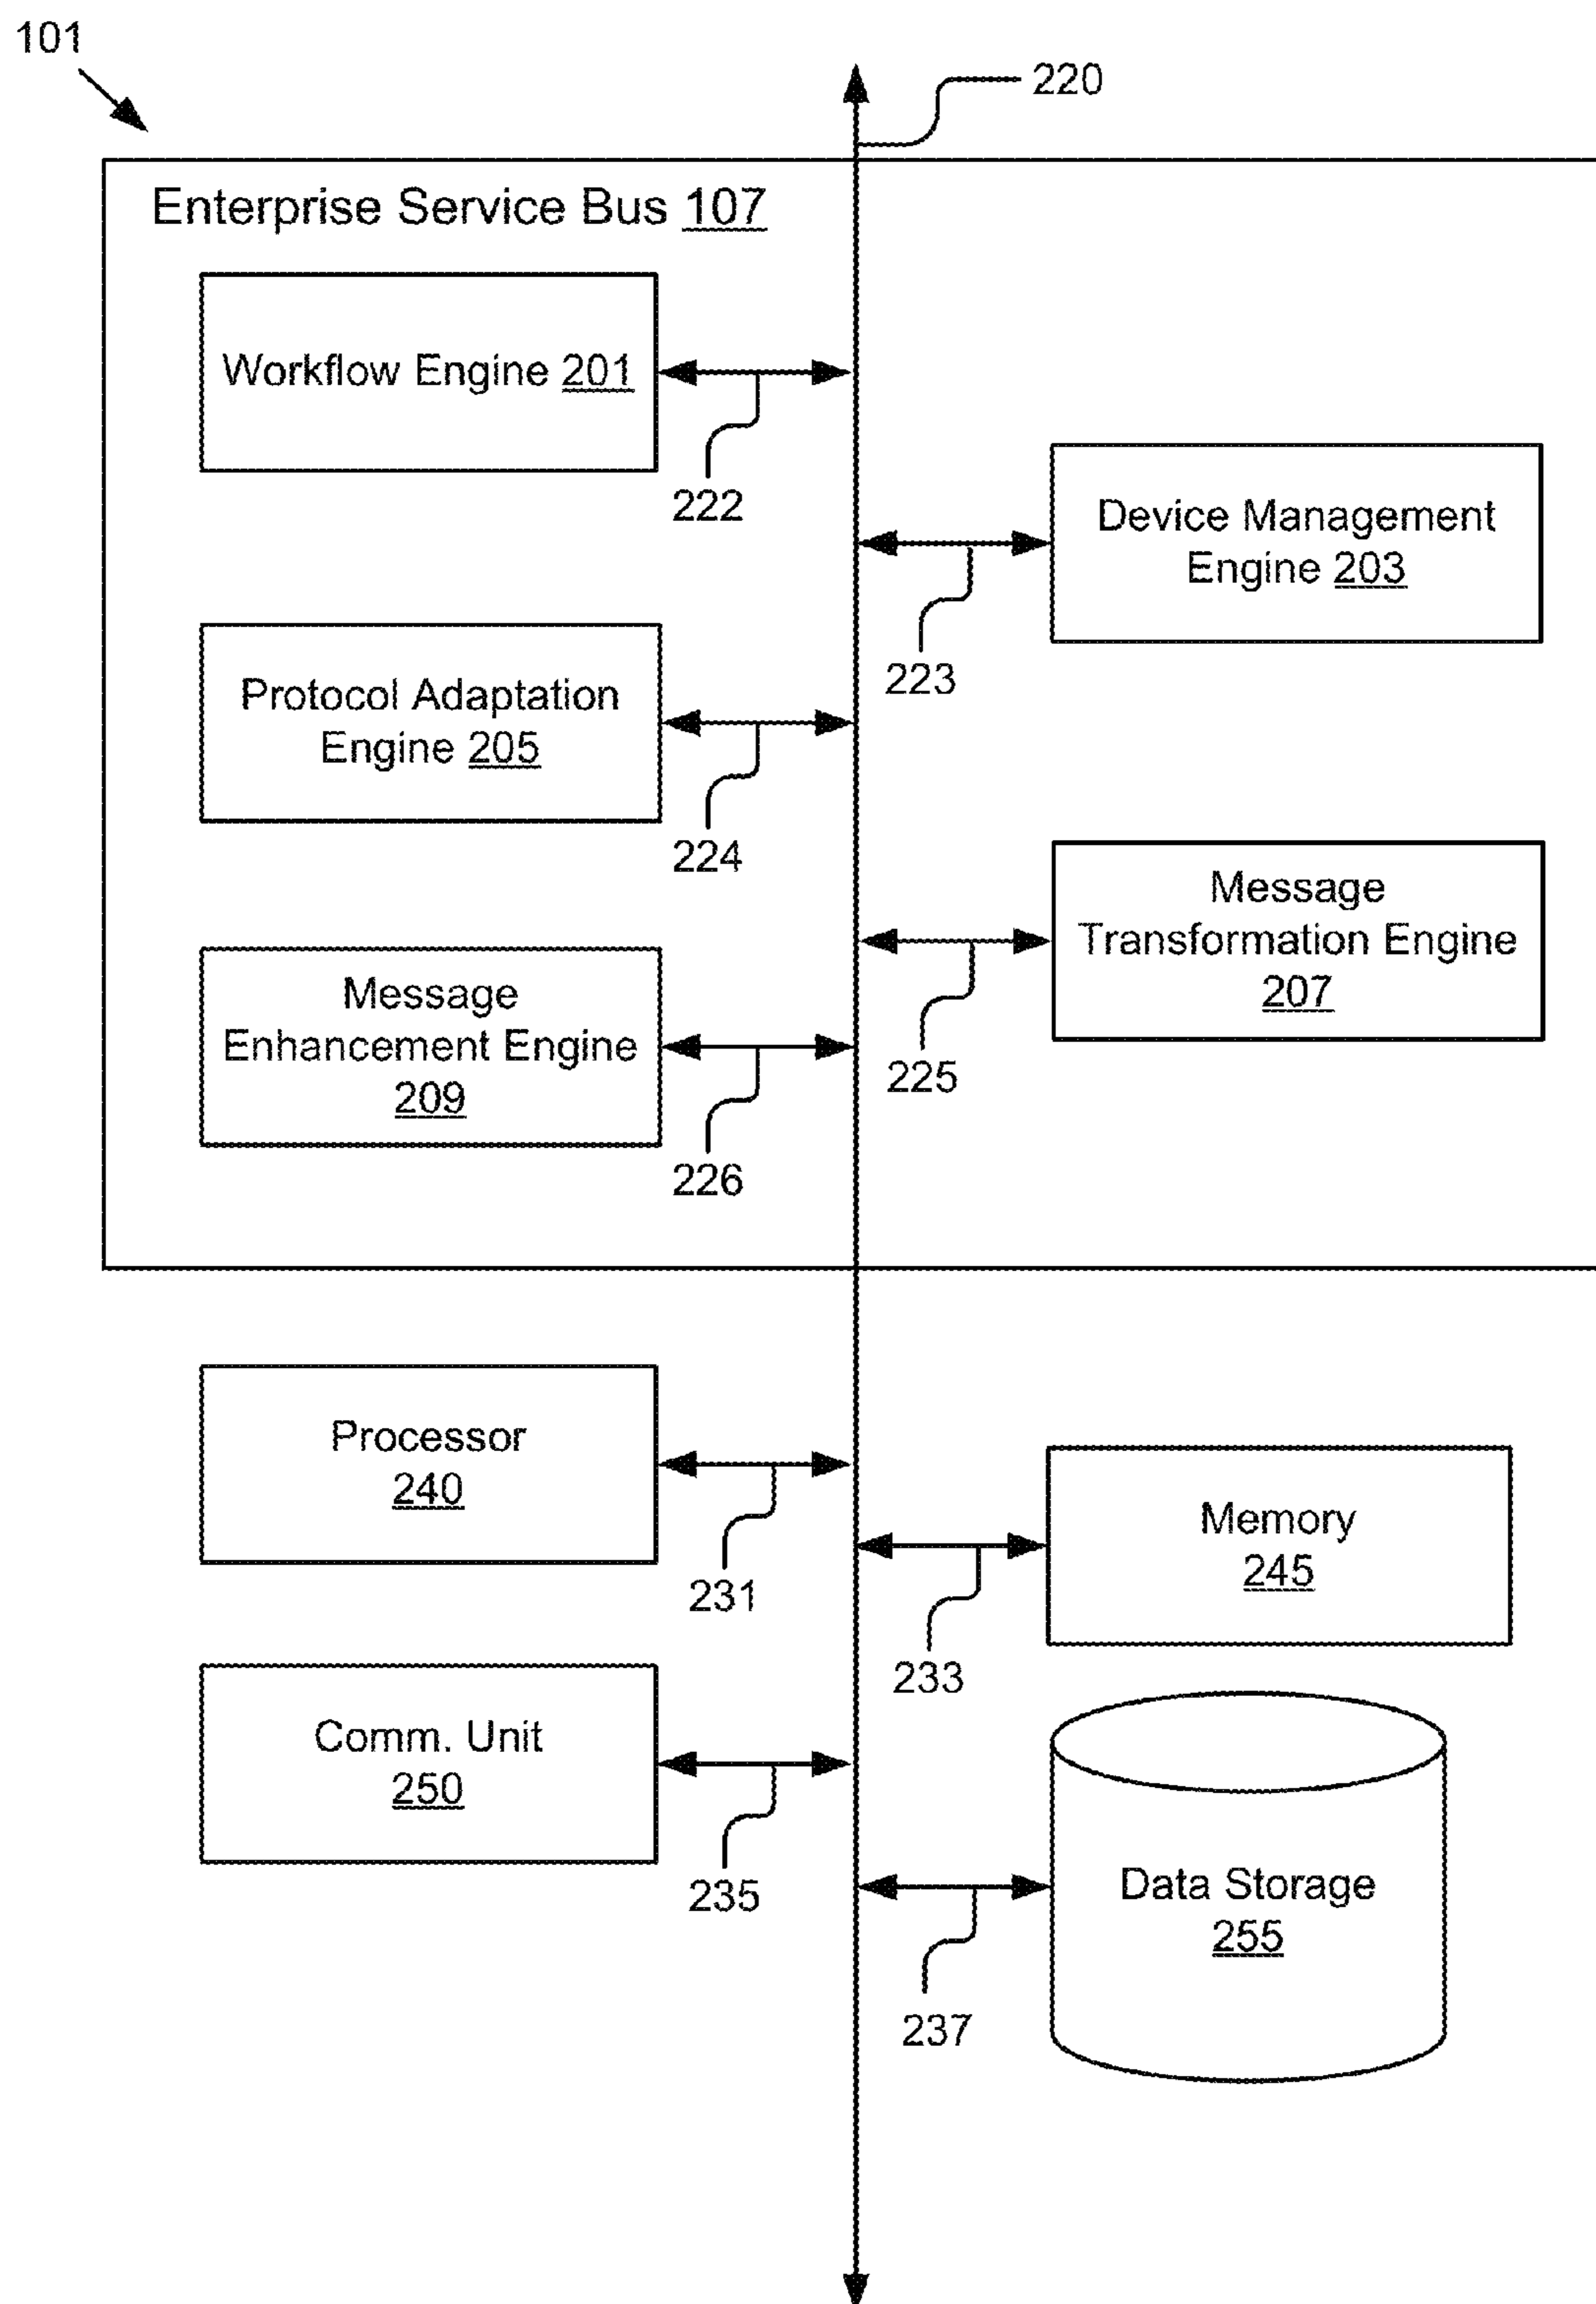 101
220
Enterprise Service Bus 107
Workflow Engine 201
222
Device Management
Engine 203
223
Protocol Adaptation
Engine 205
224
Message
Transformation Engine
207
225
Message
Enhancement Engine
209
226
Processor
240
231
Memory
245
233
Comm. Unit
250
235
Data Storage
255
237